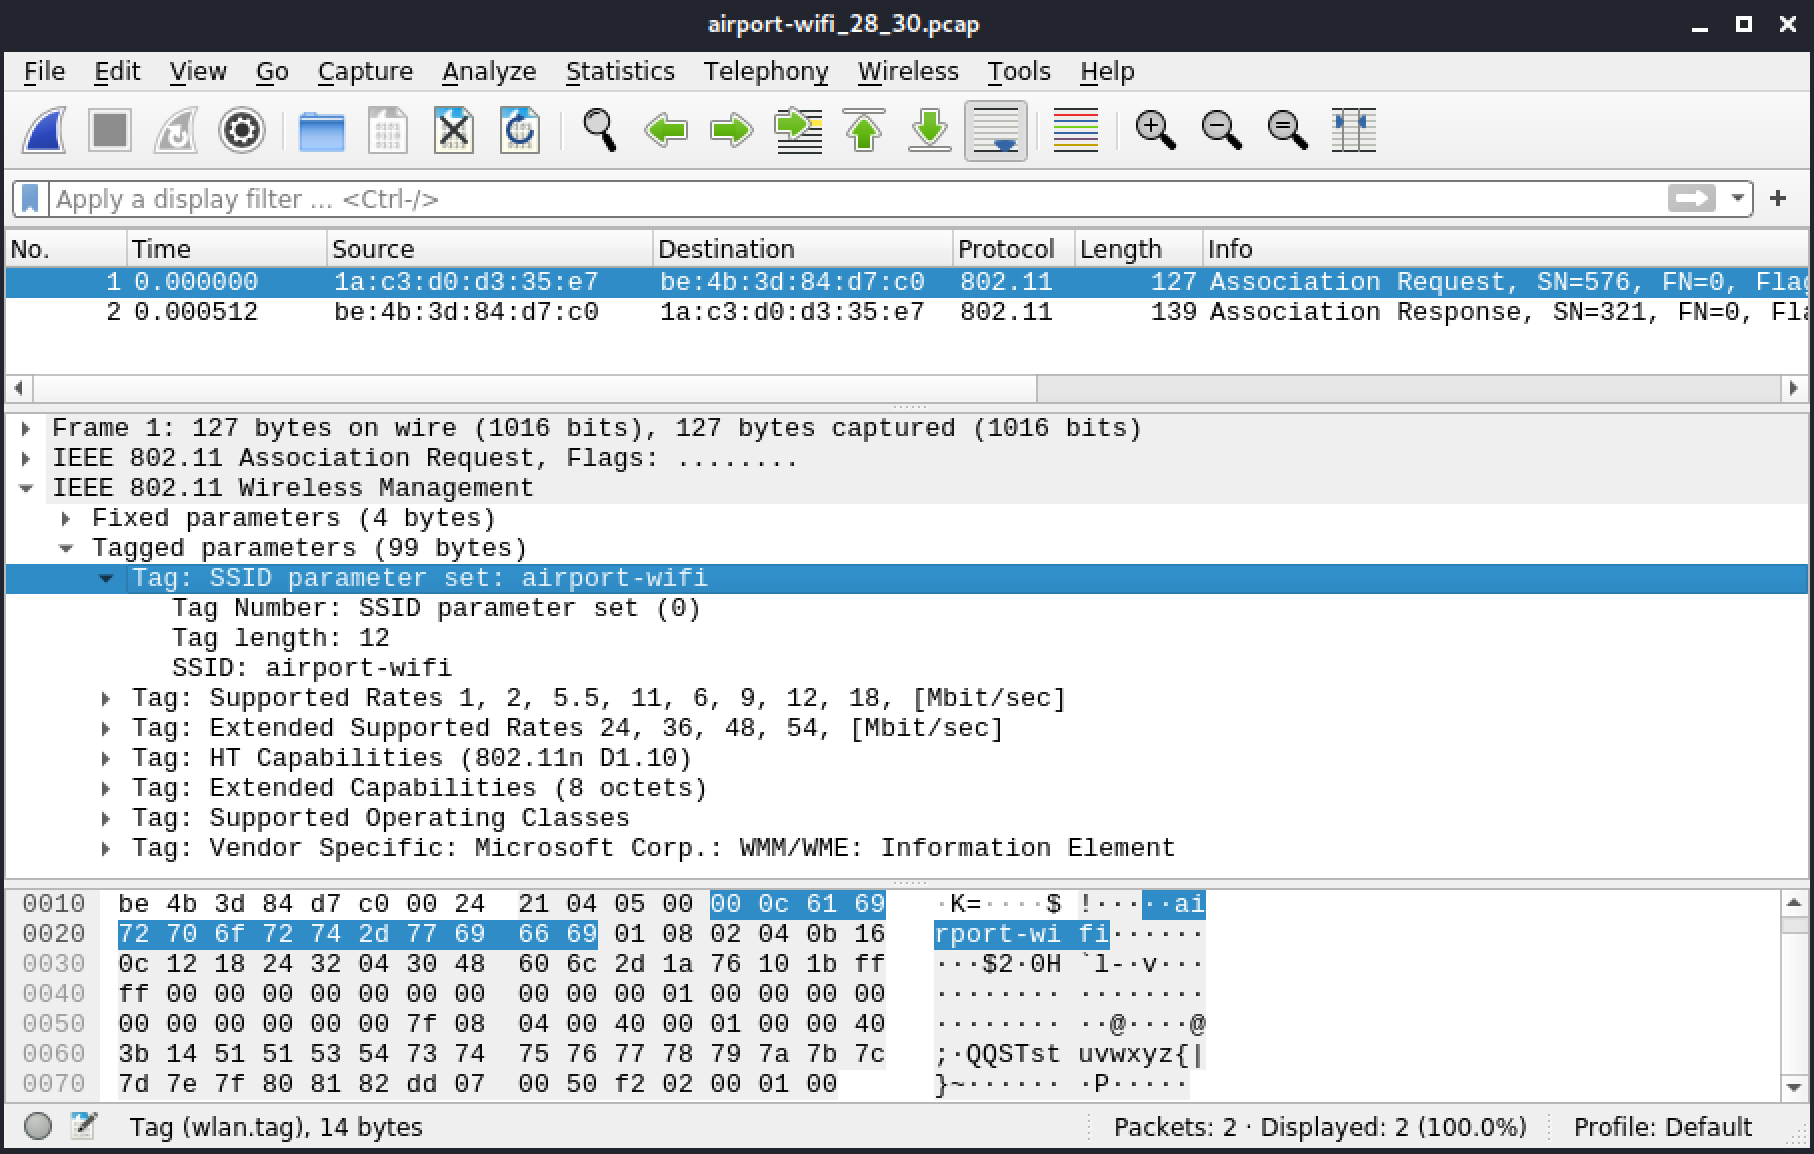 airport-wifi_28_30.pcap
File Edit View Go Capture Analyze Statistics Telephony Wireless Tools Help
Apply a display filter ... <Ctrl-/>
No. Time Source Destination Protocol Length Info
1 0.000000 1a:c3:d0:d3:35:e7 be:4b:3d:84:d7:c0 802.11 127 Association Request, SN=576, FN=0, Flag
2 0.000512 be:4b:3d:84:d7:c0 1a:c3:d0:d3:35:e7 802.11 139 Association Response, SN=321, FN=0, Fla
Frame 1: 127 bytes on wire (1016 bits), 127 bytes captured (1016 bits)
IEEE 802.11 Association Request, Flags: ........
IEEE 802.11 Wireless Management
Fixed parameters (4 bytes)
Tagged parameters (99 bytes)
Tag: SSID parameter set: airport-wifi
Tag Number: SSID parameter set (0)
Tag length: 12
SSID: airport-wifi
Tag: Supported Rates 1, 2, 5.5, 11, 6, 9, 12, 18, [Mbit/sec]
Tag: Extended Supported Rates 24, 36, 48, 54, [Mbit/sec]
Tag: HT Capabilities (802.11n D1.10)
Tag: Extended Capabilities (8 octets)
Tag: Supported Operating Classes
Tag: Vendor Specific: Microsoft Corp.: WMM/WME: Information Element
0010 be 4b 3d 84 d7 c0 00 24 21 04 05 00 00 0c 61 69 ·K=····$ !·····ai
0020 72 70 6f 72 74 2d 77 69 66 69 01 08 02 04 0b 16 rport-wi fi······
0030 0c 12 18 24 32 04 30 48 60 6c 2d 1a 76 10 1b ff ···$2·0H `l-·v···
0040 ff 00 00 00 00 00 00 00 00 00 00 01 00 00 00 00 ········ ········
0050 00 00 00 00 00 00 7f 08 04 00 40 00 01 00 00 40 ········ ··@····@
0060 3b 14 51 51 53 54 73 74 75 76 77 78 79 7a 7b 7c ;·QQSTst uvwxyz{|
0070 7d 7e 7f 80 81 82 dd 07 00 50 f2 02 00 01 00 }~······ ·P·····
Tag (wlan.tag), 14 bytes Packets: 2 · Displayed: 2 (100.0%) Profile: Default